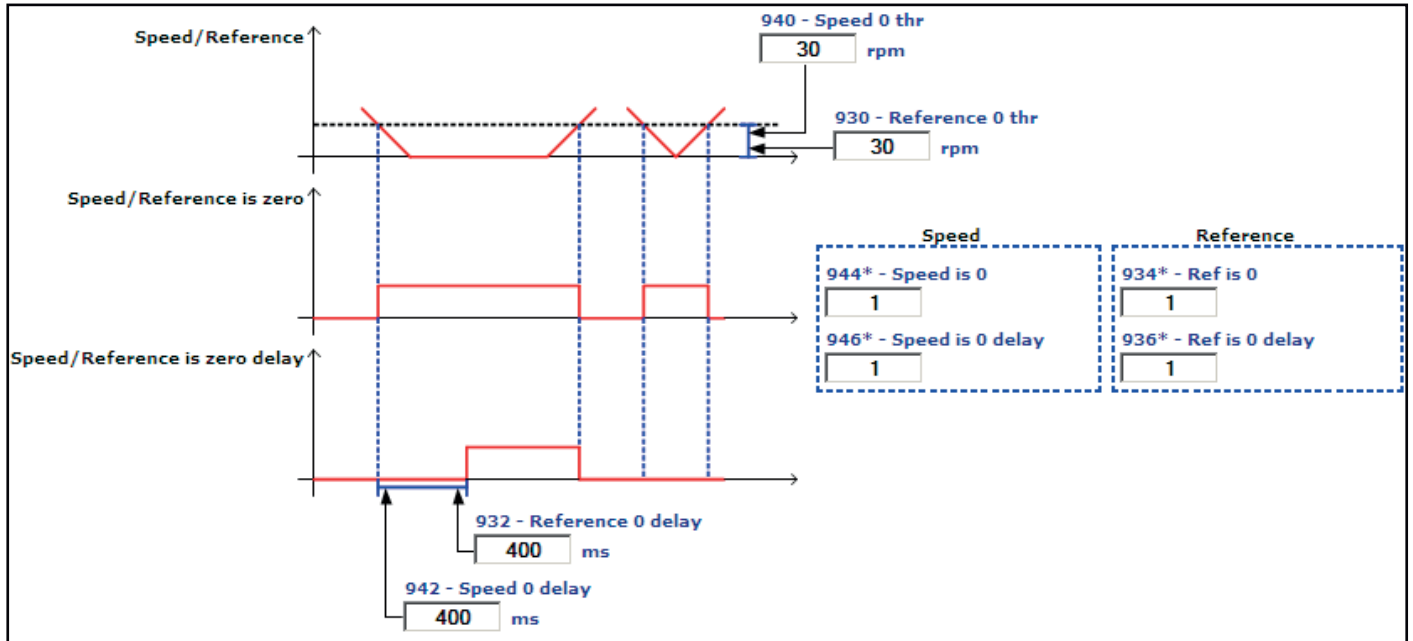 940 - Speed 0 thr
Speed/Reference
30 rpm
930 - Reference 0 thr
30 rpm
Speed/Reference is zero
Speed Reference
944* - Speed is 0 934* - Ref is 0
1 1
946* - Speed is 0 delay 936* - Ref is 0 delay
Speed/Reference is zero delay
1 1
932 - Reference 0 delay
400 ms
942 - Speed 0 delay
400 ms